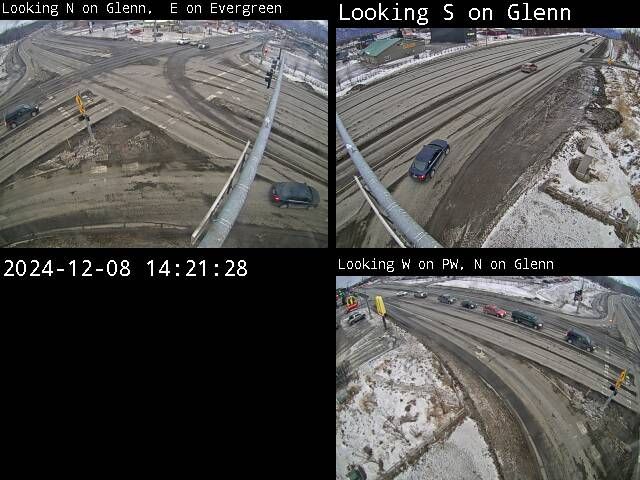 Looking N on Glenn,  E on Evergreen
Looking S on Glenn
2024-12-08 14:21:28
Looking W on PW, N on Glenn